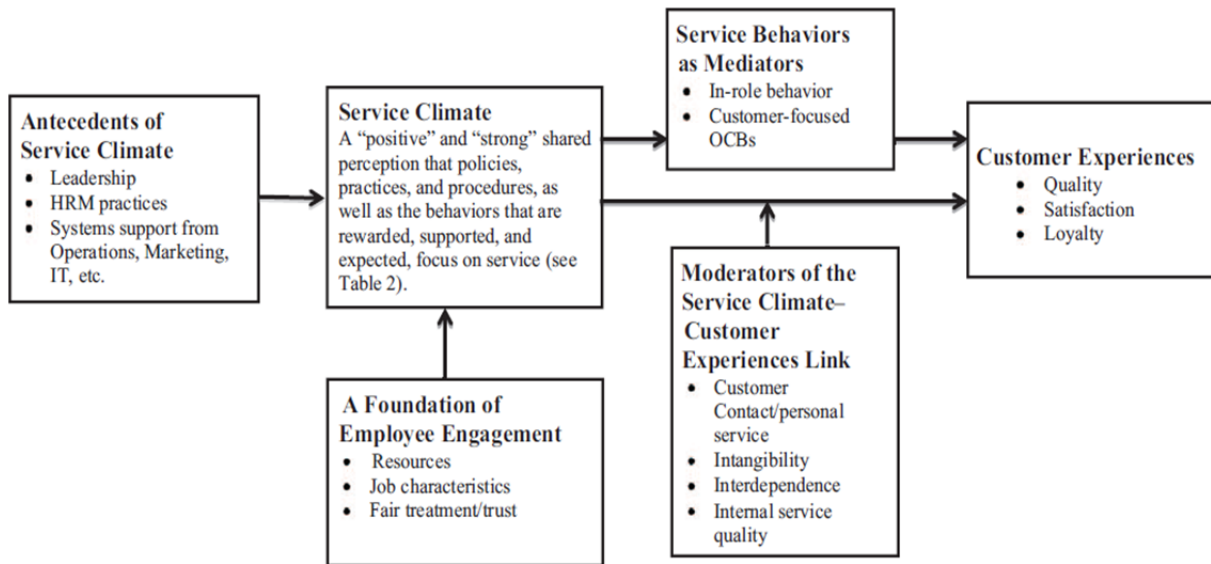 Antecedents of
Service Climate
• Leadership
• HRM practices
• Systems support from
Operations, Marketing,
IT, etc.
Service Climate
A “positive” and “strong” shared
perception that policies,
practices, and procedures, as
well as the behaviors that are
rewarded, supported, and
expected, focus on service (see
Table 2).
A Foundation of
Employee Engagement
• Resources
• Job characteristics
• Fair treatment/trust
Service Behaviors
as Mediators
• In-role behavior
• Customer-focused
OCBs
Moderators of the
Service Climate–
Customer
Experiences Link
• Customer
Contact/personal
service
• Intangibility
• Interdependence
• Internal service
quality
Customer Experiences
• Quality
• Satisfaction
• Loyalty